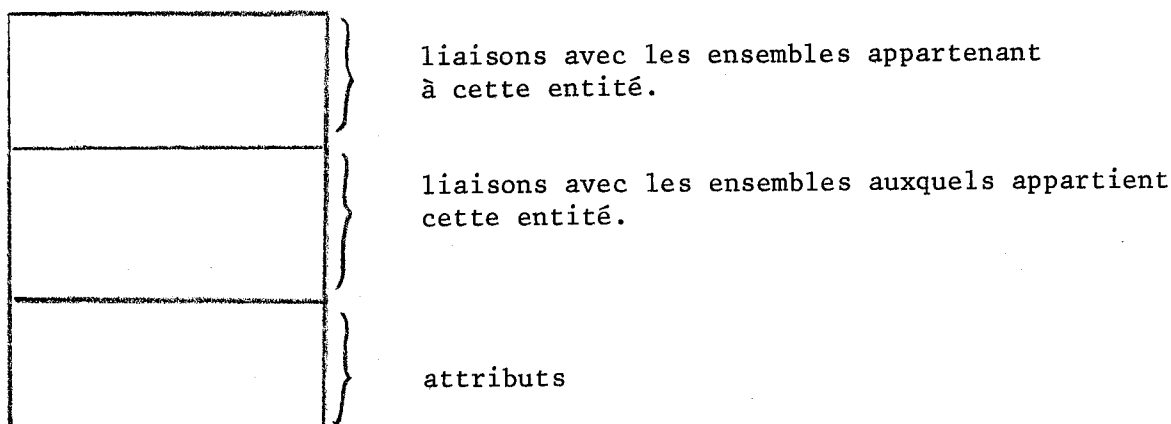 liaisons avec les ensembles appartenant
à cette entité.
liaisons avec les ensembles auxquels appartient
cette entité.
attributs